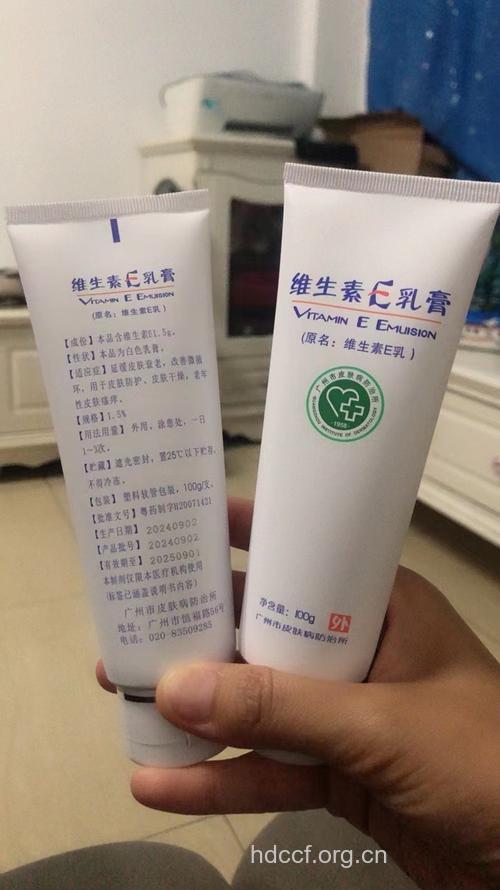 维生素E乳膏
VITAMIN E EMUlSION
(原名：维生素E乳)
【成份】本品含维生素E1.5g。
【性状】本品为白色乳膏。
【适应症】延缓皮肤衰老，改善微循
环，用于皮肤防护、皮肤干燥，老年
性皮肤瘙痒。
【规格】1.5%
【用法用量】外用，涂患处，一日
1~3次。
【贮藏】遮光密封，置25℃以下贮存，
不得冷冻。
【包装】塑料软管包装，100g/支。
【批准文号】粤药制字H20071421
【生产日期】20240902
【产品批号】20240902
【有效期至】20250901
本制剂仅限本医疗机构使用
(标签已涵盖说明书内容)
广州市皮肤病防治所
地址：广州市恒福路56号
电话：020-83509285
维生素E乳膏
VITAMIN E EMUlSION
(原名：维生素E乳)
广州市皮肤病防治所
GUANGZHOU INSTITUTE OF DERMATOLOGY
1958
净含量：100g
外
广州市皮肤病防治所
hdccf.org.cn